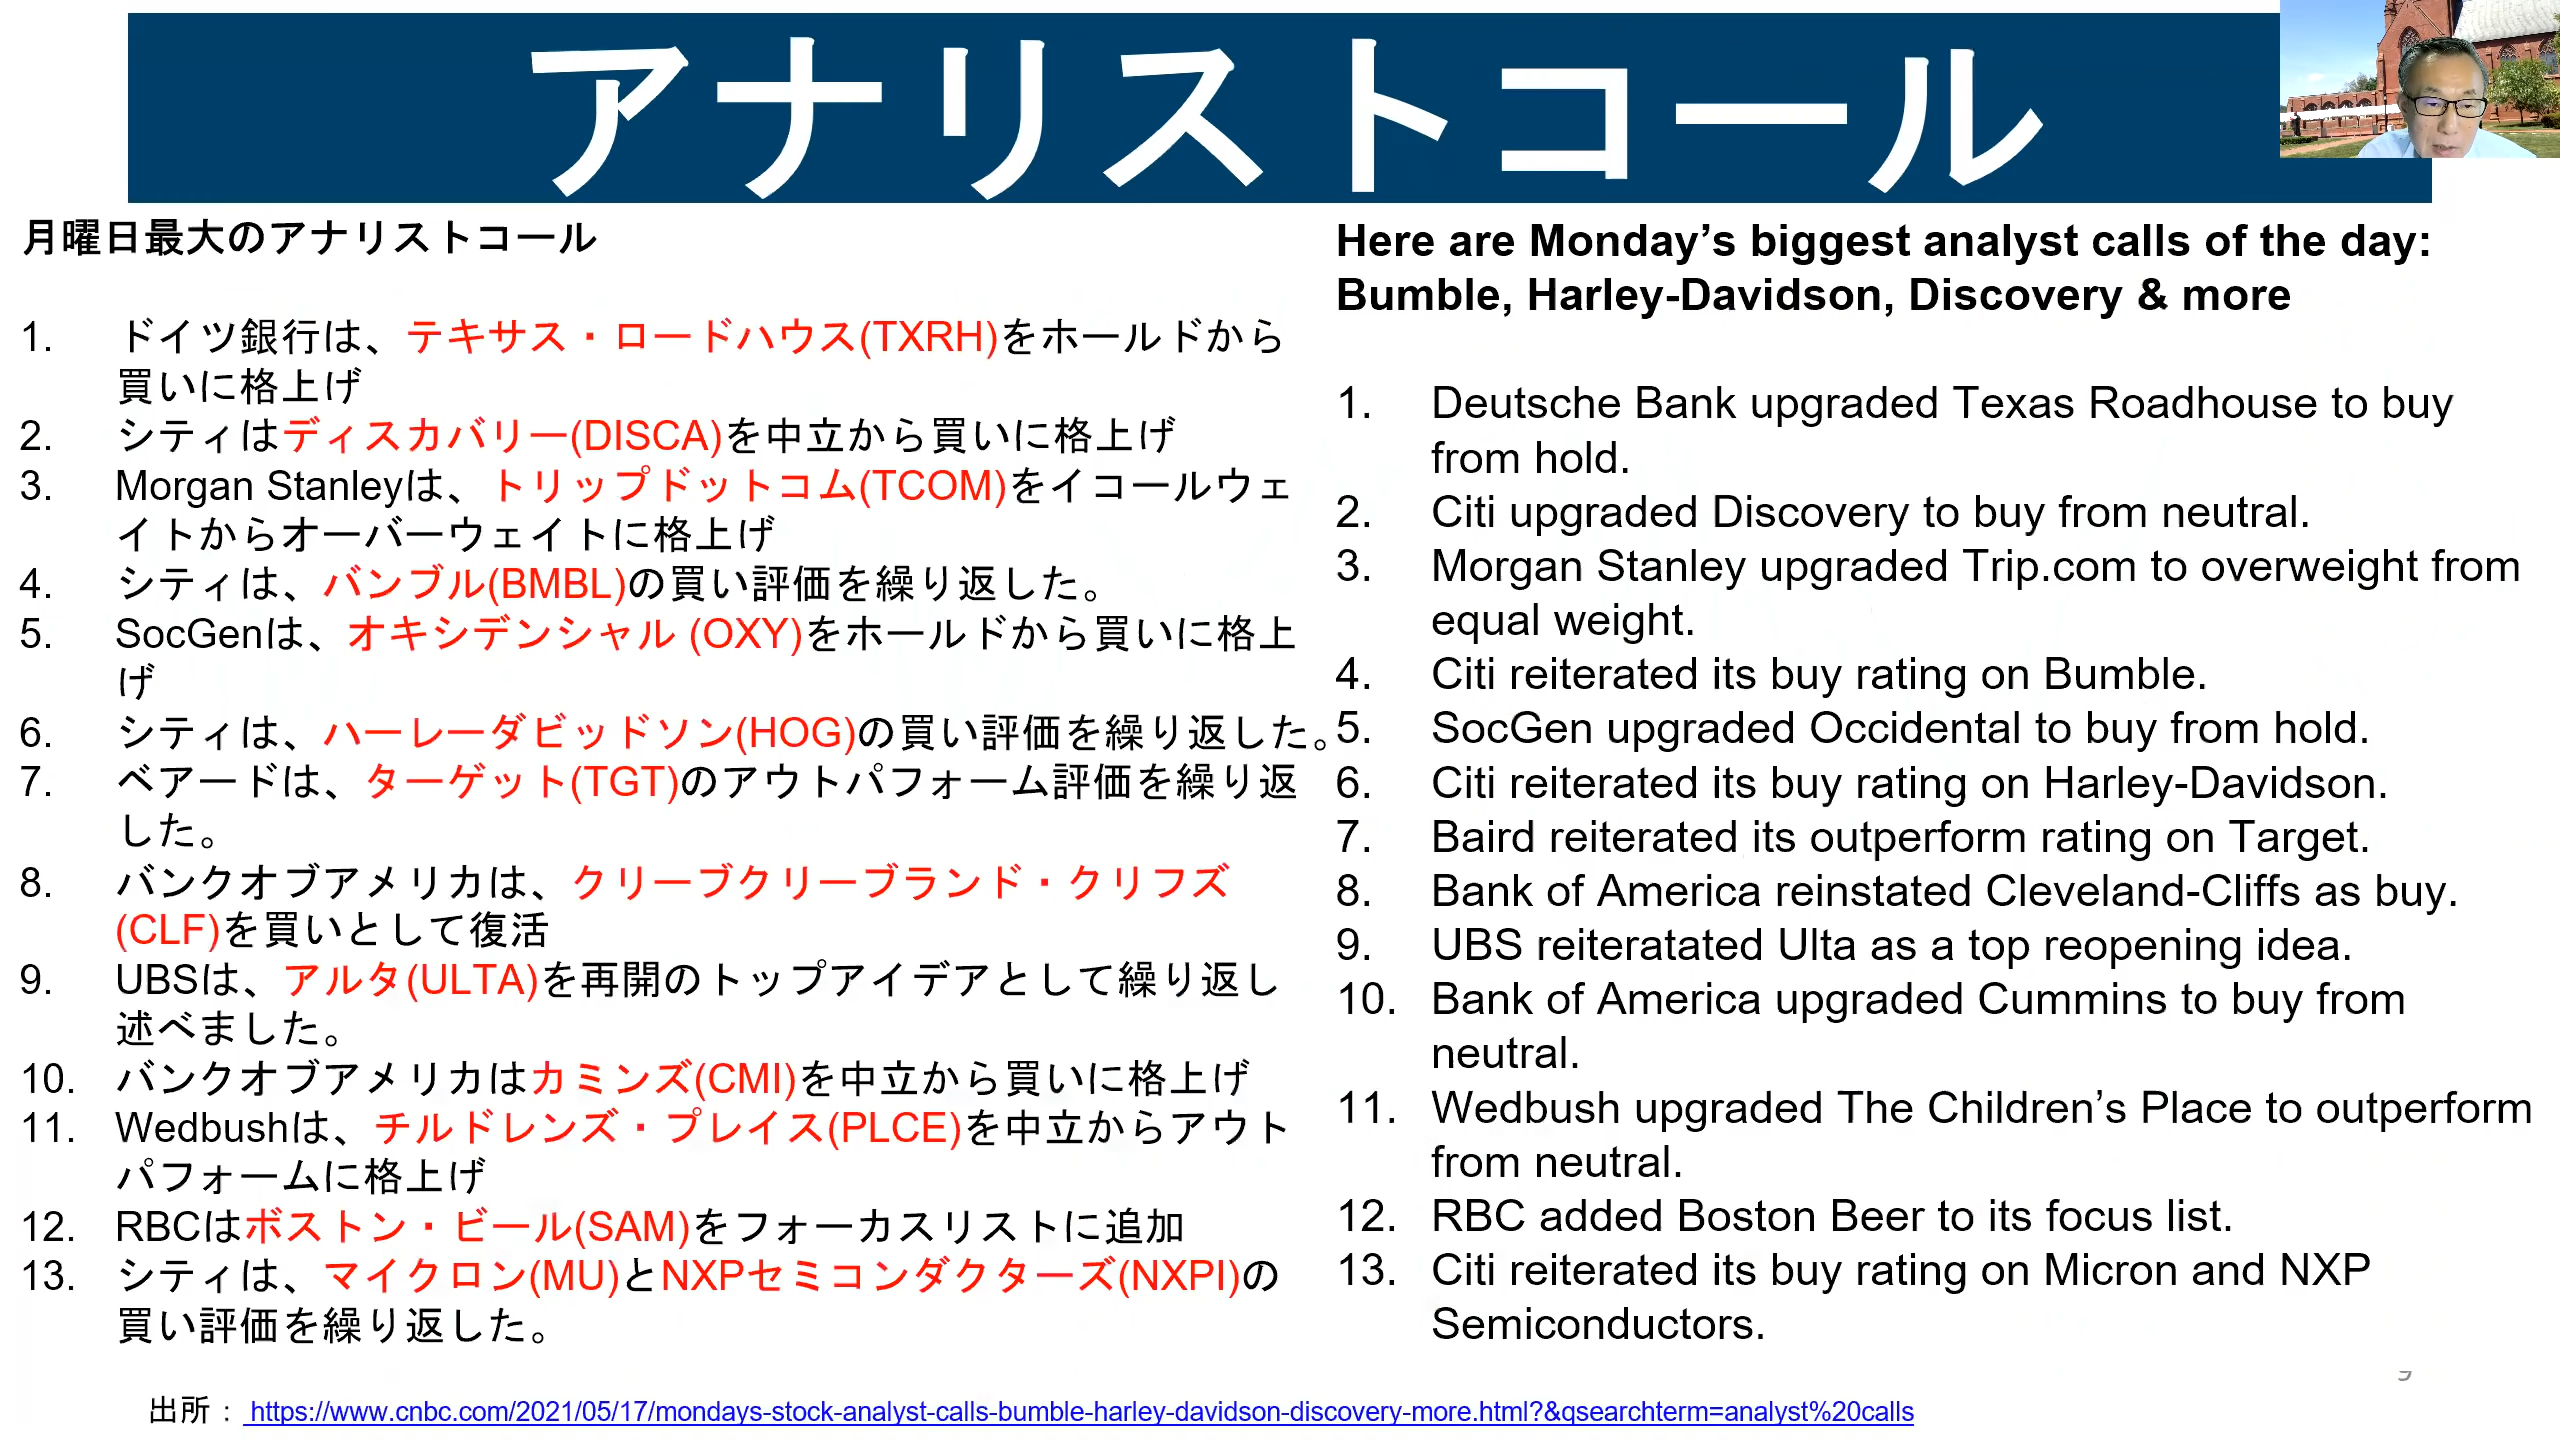 アナリストコール
月曜日最大のアナリストコール
1. ドイツ銀行は、テキサス・ロードハウス(TXRH)をホールドから
買いに格上げ
2. シティはディスカバリー(DISCA)を中立から買いに格上げ
3. Morgan Stanleyは、トリップドットコム(TCOM)をイコールウェ
イトからオーバーウェイトに格上げ
4. シティは、バンブル(BMBL)の買い評価を繰り返した。
5. SocGenは、オキシデンシャル (OXY)をホールドから買いに格上
げ
6. シティは、ハーレーダビッドソン(HOG)の買い評価を繰り返した。
7. ベアードは、ターゲット(TGT)のアウトパフォーム評価を繰り返
した。
8. バンクオブアメリカは、クリーブクリーブランド・クリフズ
(CLF)を買いとして復活
9. UBSは、アルタ(ULTA)を再開のトップアイデアとして繰り返し
述べました。
10. バンクオブアメリカはカミンズ(CMI)を中立から買いに格上げ
11. Wedbushは、チルドレンズ・プレイス(PLCE)を中立からアウト
パフォームに格上げ
12. RBCはボストン・ビール(SAM)をフォーカスリストに追加
13. シティは、マイクロン(MU)とNXPセミコンダクターズ(NXPI)の
買い評価を繰り返した。
Here are Monday’s biggest analyst calls of the day:
Bumble, Harley-Davidson, Discovery & more
1. Deutsche Bank upgraded Texas Roadhouse to buy
from hold.
2. Citi upgraded Discovery to buy from neutral.
3. Morgan Stanley upgraded Trip.com to overweight from
equal weight.
4. Citi reiterated its buy rating on Bumble.
5. SocGen upgraded Occidental to buy from hold.
6. Citi reiterated its buy rating on Harley-Davidson.
7. Baird reiterated its outperform rating on Target.
8. Bank of America reinstated Cleveland-Cliffs as buy.
9. UBS reiteratated Ulta as a top reopening idea.
10. Bank of America upgraded Cummins to buy from
neutral.
11. Wedbush upgraded The Children’s Place to outperform
from neutral.
12. RBC added Boston Beer to its focus list.
13. Citi reiterated its buy rating on Micron and NXP
Semiconductors.
9
出所： https://www.cnbc.com/2021/05/17/mondays-stock-analyst-calls-bumble-harley-davidson-discovery-more.html?&qsearchterm=analyst%20calls